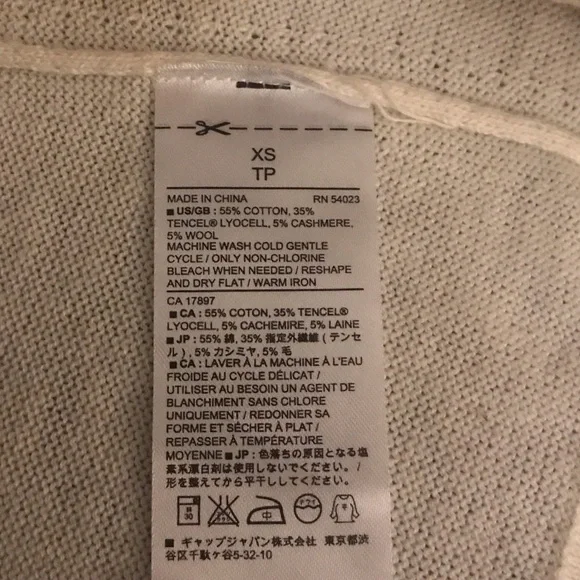 XS
TP
MADE IN CHINA RN 54023
■ US/GB : 55% COTTON, 35%
TENCEL® LYOCELL, 5% CASHMERE,
5% WOOL
MACHINE WASH COLD GENTLE
CYCLE / ONLY NON-CHLORINE
BLEACH WHEN NEEDED / RESHAPE
AND DRY FLAT / WARM IRON
CA 17897
■ CA : 55% COTON, 35% TENCEL®
LYOCELL, 5% CACHEMIRE, 5% LAINE
■ JP : 55% 綿, 35% 指定外繊維 ( テンセ
ル ), 5% カシミヤ, 5% 毛
■ CA : LAVER À LA MACHINE À L'EAU
FROIDE AU CYCLE DÉLICAT /
UTILISER AU BESOIN UN AGENT DE
BLANCHIMENT SANS CHLORE
UNIQUEMENT / REDONNER SA
FORME ET SÉCHER À PLAT /
REPASSER À TEMPÉRATURE
MOYENNE ■ JP : 色落ちの原因となる塩
素系漂白剤は使用しないでください。/
形を整えてから平干ししてください。
30 中 平
■ ギャップジャパン株式会社 東京都渋
谷区千駄ヶ谷5-32-10